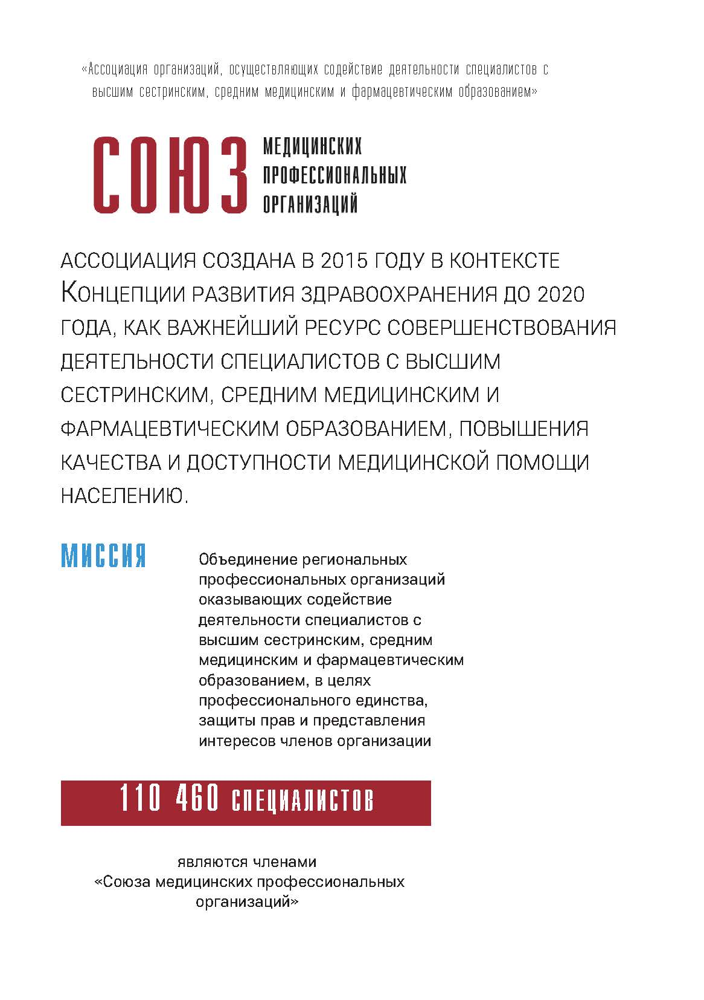 «Ассоциация организаций, осуществляющих содействие деятельности специалистов с
высшим сестринским, средним медицинским и фармацевтическим образованием»
СОЮЗ
МЕДИЦИНСКИХ
ПРОФЕССИОНАЛЬНЫХ
ОРГАНИЗАЦИЙ
АССОЦИАЦИЯ СОЗДАНА В 2015 ГОДУ В КОНТЕКСТЕ
КОНЦЕПЦИИ РАЗВИТИЯ ЗДРАВООХРАНЕНИЯ ДО 2020
ГОДА, КАК ВАЖНЕЙШИЙ РЕСУРС СОВЕРШЕНСТВОВАНИЯ
ДЕЯТЕЛЬНОСТИ СПЕЦИАЛИСТОВ С ВЫСШИМ
СЕСТРИНСКИМ, СРЕДНИМ МЕДИЦИНСКИМ И
ФАРМАЦЕВТИЧЕСКИМ ОБРАЗОВАНИЕМ, ПОВЫШЕНИЯ
КАЧЕСТВА И ДОСТУПНОСТИ МЕДИЦИНСКОЙ ПОМОЩИ
НАСЕЛЕНИЮ.
МИССИЯ
Объединение региональных
профессиональных организаций
оказывающих содействие
деятельности специалистов с
высшим сестринским, средним
медицинским и фармацевтическим
образованием, в целях
профессионального единства,
защиты прав и представления
интересов членов организации
110 460 СПЕЦИАЛИСТОВ
являются членами
«Союза медицинских профессиональных
организаций»